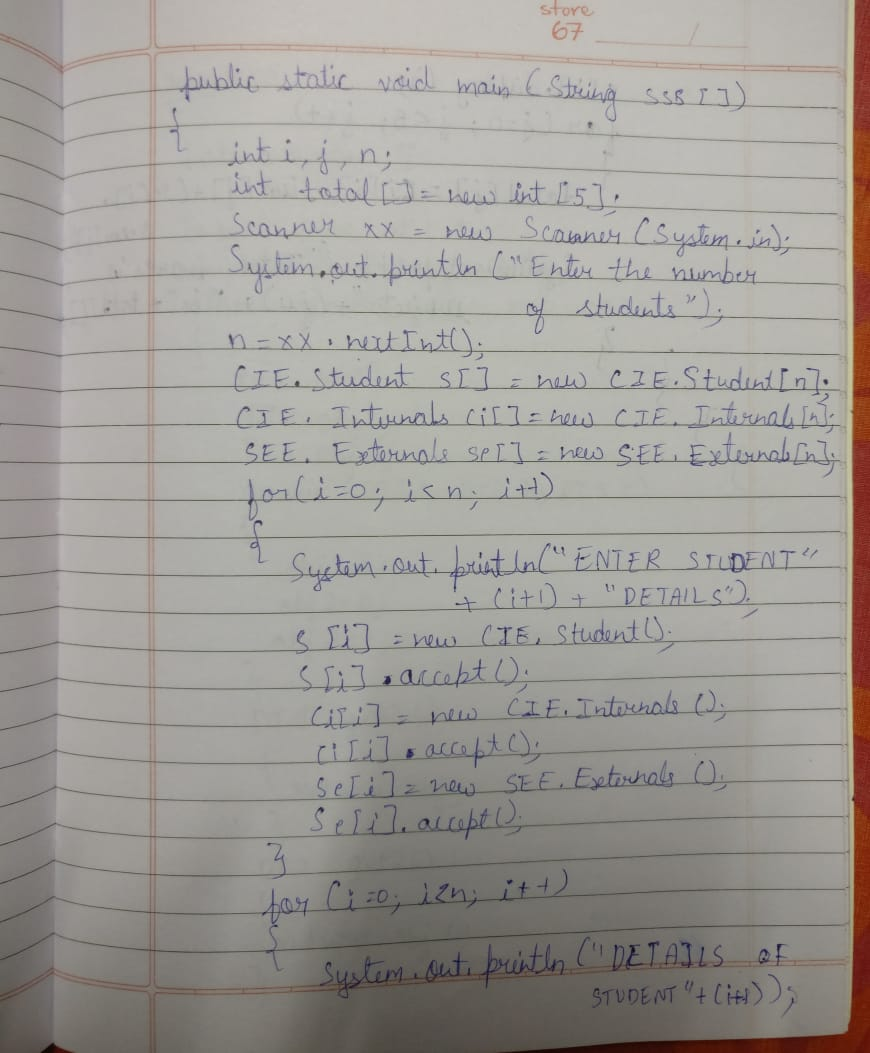 store
67
public static void main (String SSB [])
{
int i, j, n;
int total [] = new int [5];
Scanner xx = new Scanner (System.in);
System.out.println ("Enter the number
of students");
n = xx.nextInt();
CIE. Student s[] = new CIE. Student [n];
CIE. Internals ci[] = new CIE. Internals [n];
SEE. Externals se[] = new SEE. Externals [n];
for(i=0; i<n; i++)
{
System.out.println(" ENTER STUDENT"
+ (i+1) + "DETAILS");
s [i] = new CIE. Student();
s [i] . accept ();
ci[i] = new CIE. Internals ();
ci [i] . accept ();
se[i] = new SEE. Externals ();
se[i]. accept();
}
for (i=0; i<n; i++)
{
System.out.println ("DETAILS OF
STUDENT"+(i+1));